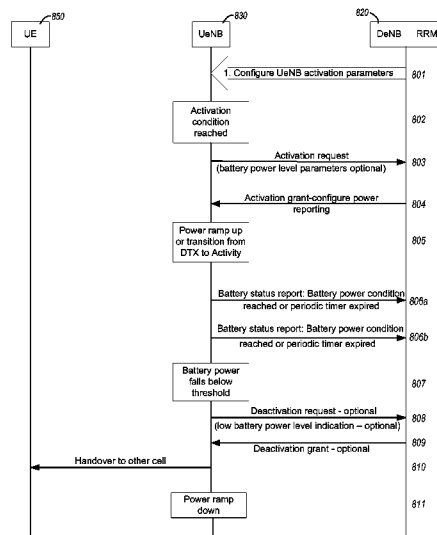 850
830
820
UE
UeNB
DeNB RRM
1. Configure UeNB activation parameters
801
Activation
condition
reached
802
Activation request
(battery power level parameters optional)
803
Activation grant-configure power
reporting
804
Power ramp up
or transition from
DTX to Activity
805
Battery status report: Battery power condition
reached or periodic timer expired
806a
Battery status report: Battery power condition
reached or periodic timer expired
806b
Battery power
falls below
threshold
807
Deactivation request - optional
(low battery power level indication – optional)
808
Deactivation grant - optional
809
Handover to other cell
810
Power ramp
down
811